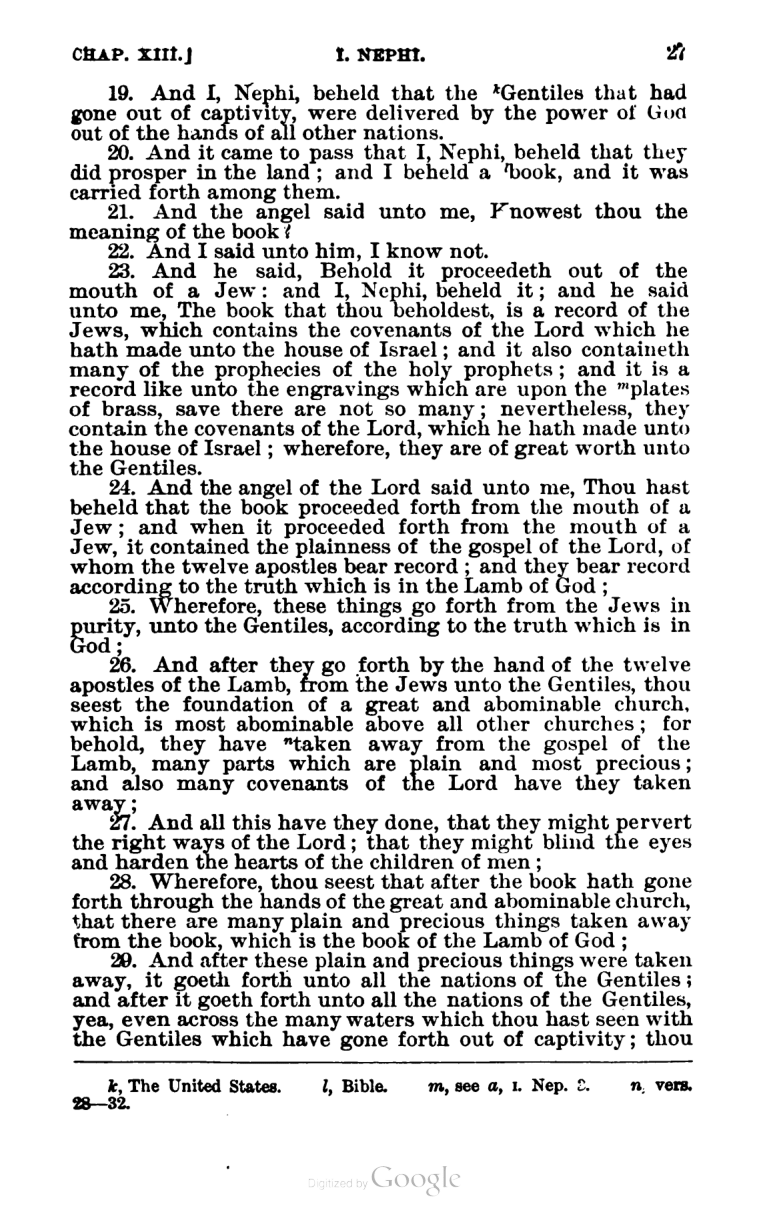 CHAP. XIII.] I. NEPHI. 27
19. And I, Nephi, beheld that the ᵏGentiles that had
gone out of captivity, were delivered by the power of God
out of the hands of all other nations.
20. And it came to pass that I, Nephi, beheld that they
did prosper in the land; and I beheld a ˡbook, and it was
carried forth among them.
21. And the angel said unto me, Knowest thou the
meaning of the book?
22. And I said unto him, I know not.
23. And he said, Behold it proceedeth out of the
mouth of a Jew: and I, Nephi, beheld it; and he said
unto me, The book that thou beholdest, is a record of the
Jews, which contains the covenants of the Lord which he
hath made unto the house of Israel; and it also containeth
many of the prophecies of the holy prophets; and it is a
record like unto the engravings which are upon the ᵐplates
of brass, save there are not so many; nevertheless, they
contain the covenants of the Lord, which he hath made unto
the house of Israel; wherefore, they are of great worth unto
the Gentiles.
24. And the angel of the Lord said unto me, Thou hast
beheld that the book proceeded forth from the mouth of a
Jew; and when it proceeded forth from the mouth of a
Jew, it contained the plainness of the gospel of the Lord, of
whom the twelve apostles bear record; and they bear record
according to the truth which is in the Lamb of God;
25. Wherefore, these things go forth from the Jews in
purity, unto the Gentiles, according to the truth which is in
God;
26. And after they go forth by the hand of the twelve
apostles of the Lamb, from the Jews unto the Gentiles, thou
seest the foundation of a great and abominable church,
which is most abominable above all other churches; for
behold, they have ⁿtaken away from the gospel of the
Lamb, many parts which are plain and most precious;
and also many covenants of the Lord have they taken
away;
27. And all this have they done, that they might pervert
the right ways of the Lord; that they might blind the eyes
and harden the hearts of the children of men;
28. Wherefore, thou seest that after the book hath gone
forth through the hands of the great and abominable church,
that there are many plain and precious things taken away
from the book, which is the book of the Lamb of God;
29. And after these plain and precious things were taken
away, it goeth forth unto all the nations of the Gentiles;
and after it goeth forth unto all the nations of the Gentiles,
yea, even across the many waters which thou hast seen with
the Gentiles which have gone forth out of captivity; thou
k, The United States. l, Bible. m, see a, I. Nep. 3. n, vers.
28—32.
Digitized by Google